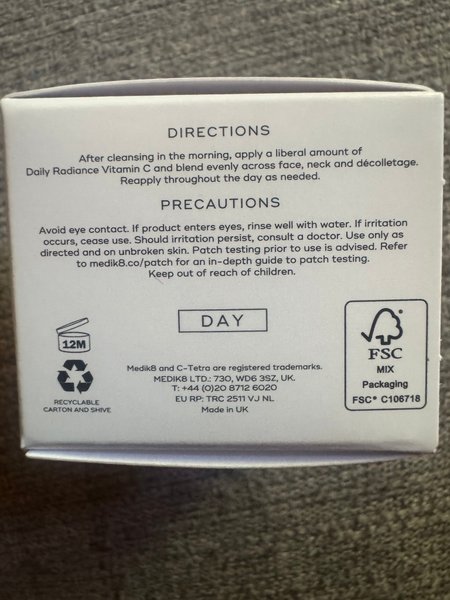 DIRECTIONS
After cleansing in the morning, apply a liberal amount of
Daily Radiance Vitamin C and blend evenly across face, neck and décolletage.
Reapply throughout the day as needed.
PRECAUTIONS
Avoid eye contact. If product enters eyes, rinse well with water. If irritation
occurs, cease use. Should irritation persist, consult a doctor. Use only as
directed and on unbroken skin. Patch testing prior to use is advised. Refer
to medik8.co/patch for an in-depth guide to patch testing.
Keep out of reach of children.
DAY
12M
RECYCLABLE
CARTON AND SHIVE
Medik8 and C-Tetra are registered trademarks.
MEDIK8 LTD.: 730, WD6 3SZ, UK.
T: +44 (0)20 8712 6020
EU RP: TRC 2511 VJ NL
Made in UK
FSC
MIX
Packaging
FSC® C106718